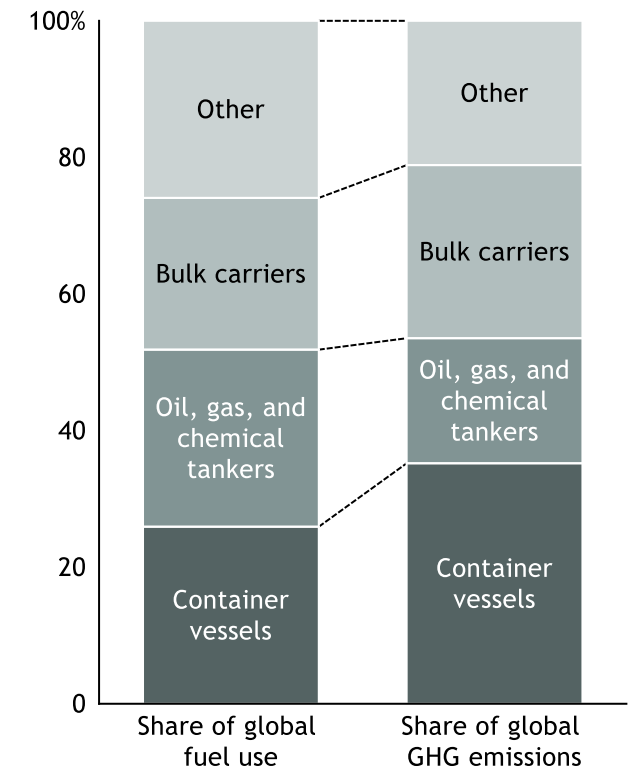 100%
80
60
40
20
0
Other
Bulk carriers
Oil, gas, and
chemical
tankers
Container
vessels
Other
Bulk carriers
Oil, gas, and
chemical
tankers
Container
vessels
Share of global
fuel use
Share of global
GHG emissions